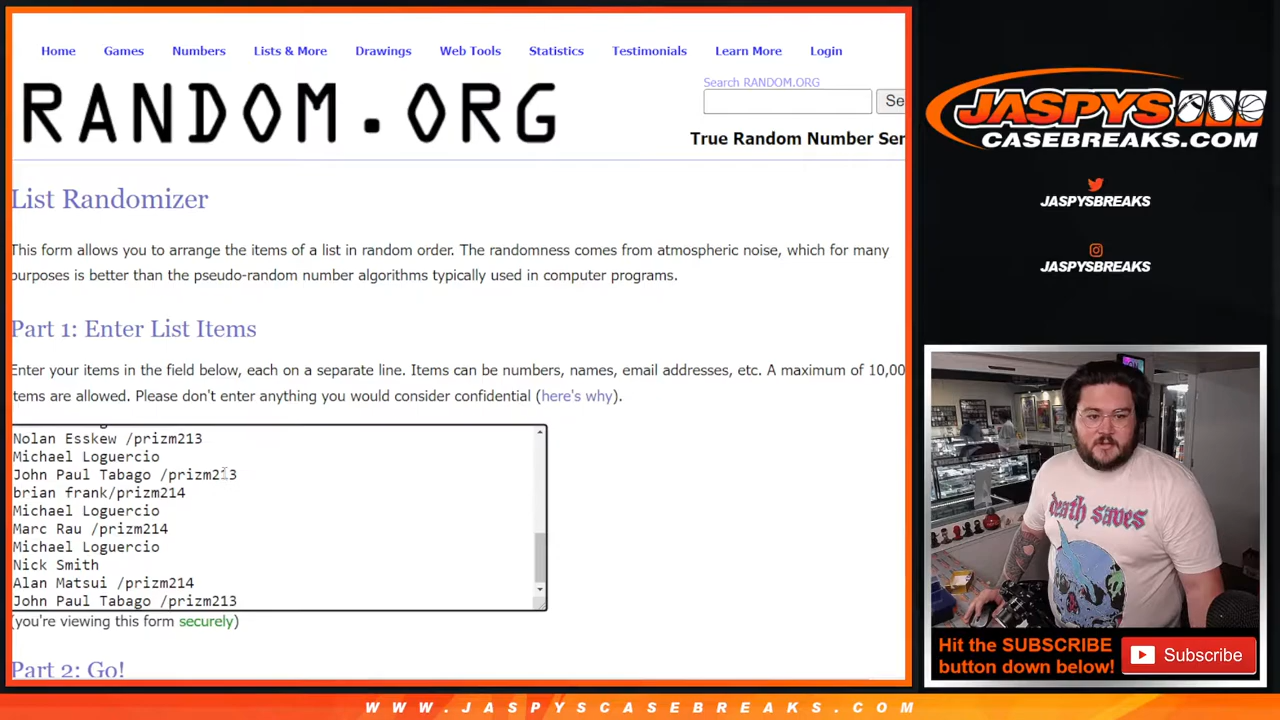 Home Games Numbers Lists & More Drawings Web Tools Statistics Testimonials Learn More Login
RANDOM.ORG
Search RANDOM.ORG
Se
True Random Number Ser
List Randomizer
This form allows you to arrange the items of a list in random order. The randomness comes from atmospheric noise, which for many
purposes is better than the pseudo-random number algorithms typically used in computer programs.
Part 1: Enter List Items
Enter your items in the field below, each on a separate line. Items can be numbers, names, email addresses, etc. A maximum of 10,00
items are allowed. Please don't enter anything you would consider confidential (here's why).
Nolan Esskew /prizm213
Michael Loguercio
John Paul Tabago /prizm213
brian frank/prizm214
Michael Loguercio
Marc Rau /prizm214
Michael Loguercio
Nick Smith
Alan Matsui /prizm214
John Paul Tabago /prizm213
(you're viewing this form securely)
Part 2: Go!
JASPYS
CASEBREAKS.COM
JASPYSBREAKS
JASPYSBREAKS
death saves
Hit the SUBSCRIBE
button down below!
Subscribe
WWW.JASPYSCASEBREAKS.COM